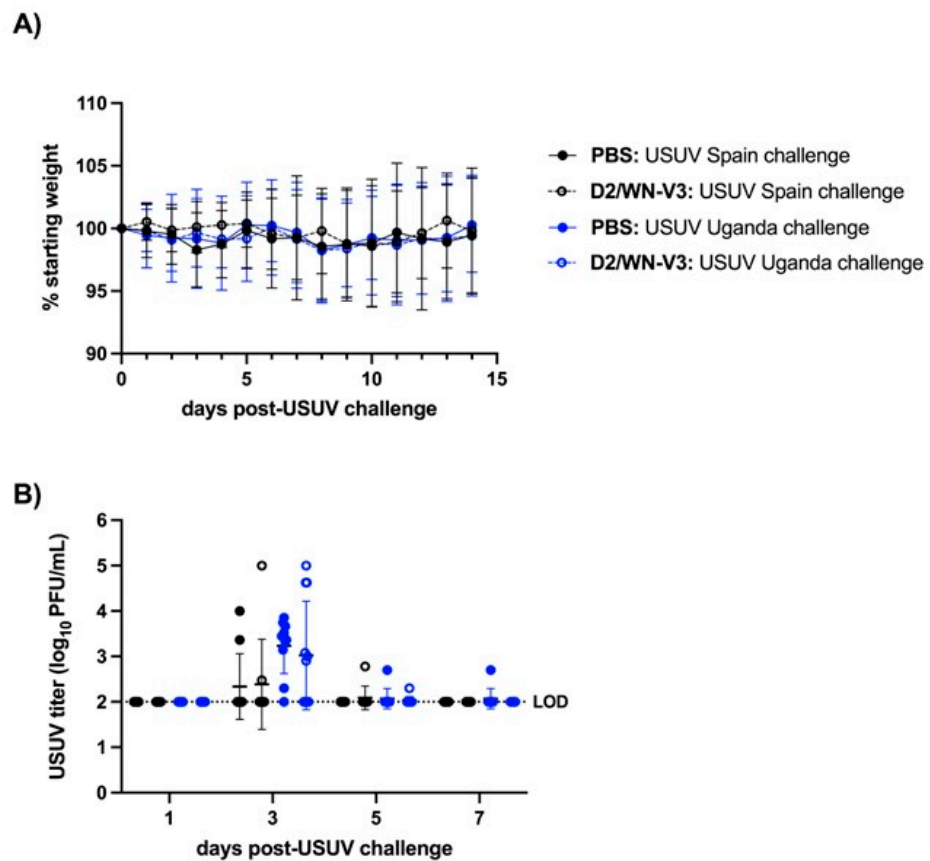 A)
110
105
100
95
90
% starting weight
0 5 10 15
days post-USUV challenge
PBS: USUV Spain challenge
D2/WN-V3: USUV Spain challenge
PBS: USUV Uganda challenge
D2/WN-V3: USUV Uganda challenge
B)
6
5
4
3
2
1
0
USUV titer (log10 PFU/mL)
LOD
1 3 5 7
days post-USUV challenge